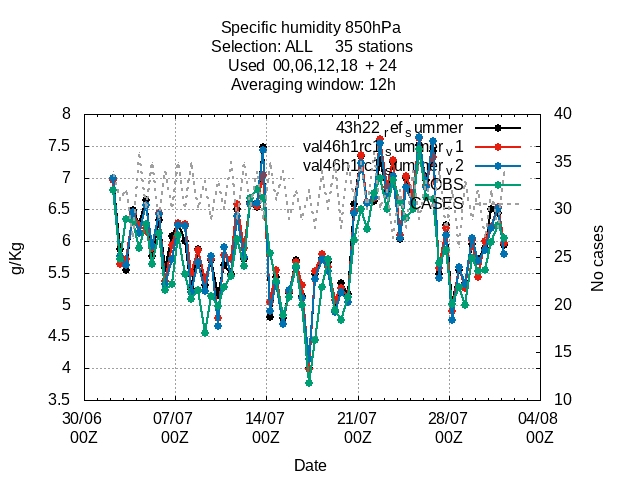 Specific humidity 850hPa
Selection: ALL 35 stations
Used 00,06,12,18 + 24
Averaging window: 12h
8
7.5
7
6.5
6
5.5
5
4.5
4
3.5
40
35
30
25
20
15
10
43h22_ref_summer
val46h1rc1_summer_v1
val46h1rc1_summer_v2
OBS
CASES
g/Kg
No cases
30/06 07/07 14/07 21/07 28/07 04/08
00Z 00Z 00Z 00Z 00Z 00Z
Date